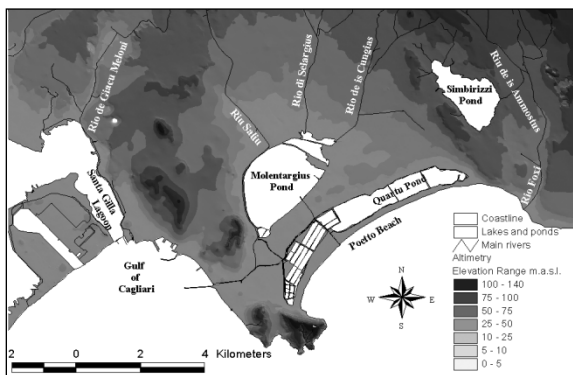 Rio de Giacu Meloni
Riu Saliu
Rio di Selargius
Rio de is Cungias
Riu de is Arumostus
Simbirizzi
Pond
Santa Gilla
Lagoon
Molentargius
Pond
Quartu Pond
Rio Foxi
Poetto Beach
Gulf
of
Cagliari
Coastline
Lakes and ponds
Main rivers
Altimetry
Elevation Range m.a.s.l.
100 - 140
75 - 100
50 - 75
25 - 50
10 - 25
5 - 10
0 - 5
N
W
E
S
2 0 2 4 Kilometers